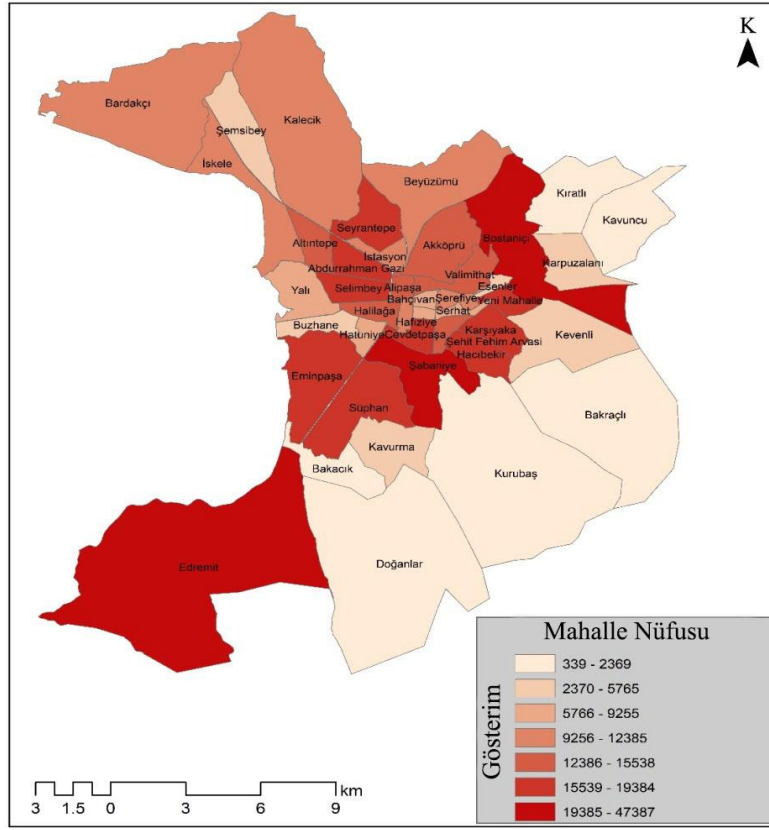 K
Bardakçı
Kalecik
Şemsibey
İskele
Beyüzümü
Kıratlı
Kavuncu
Seyrantepe
Akköprü
Bostaniçi
Altıntepe
İstasyon
Karpuzalanı
Abdurrahman Gazi
Valimithat
Yalı
Selimbey
Alipaşa
Esenler
Bahçıvan
Şerefiye
Yeni Mahalle
Halilağa
Serhat
Buzhane
Hafiziye
Karşıyaka
Kevenli
Hatuniye
Cevdetpaşa
Şehit Fehim Arvasi
Hacıbekir
Şabaniye
Eminpaşa
Süphan
Bakraçlı
Kavurma
Bakacık
Kurubaş
Edremit
Doğanlar
Mahalle Nüfusu
Gösterim
339 - 2369
2370 - 5765
5766 - 9255
9256 - 12385
12386 - 15538
15539 - 19384
19385 - 47387
km
3 1.5 0 3 6 9